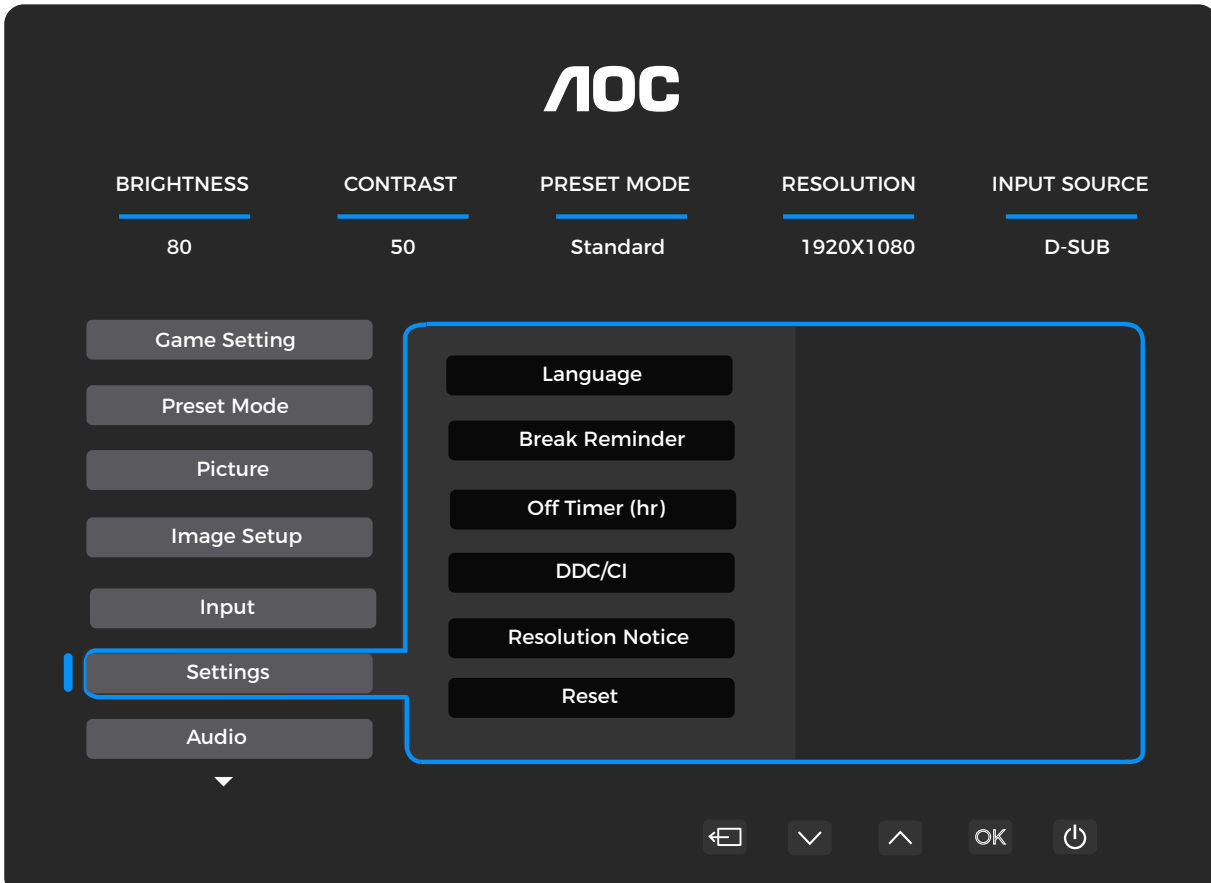 AOC
BRIGHTNESS CONTRAST PRESET MODE RESOLUTION INPUT SOURCE
80 50 Standard 1920X1080 D-SUB
Game Setting
Preset Mode
Picture
Image Setup
Input
Settings
Audio
Language
Break Reminder
Off Timer (hr)
DDC/CI
Resolution Notice
Reset
OK